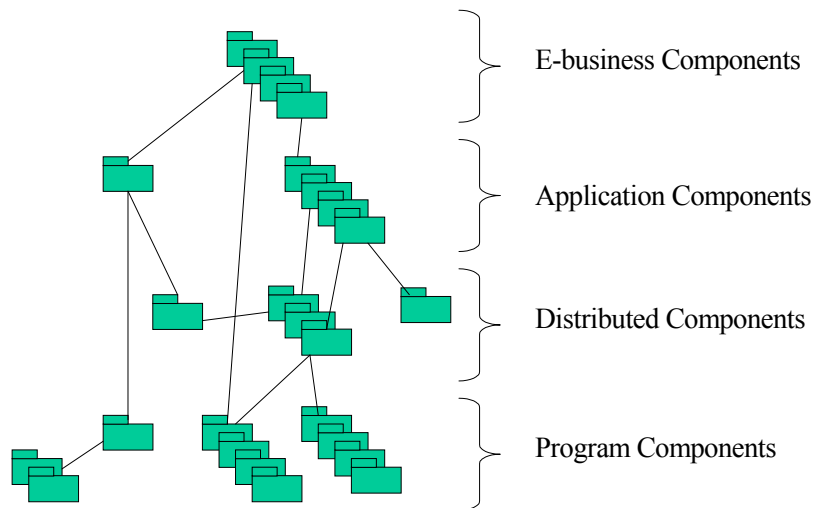 E-business Components
Application Components
Distributed Components
Program Components